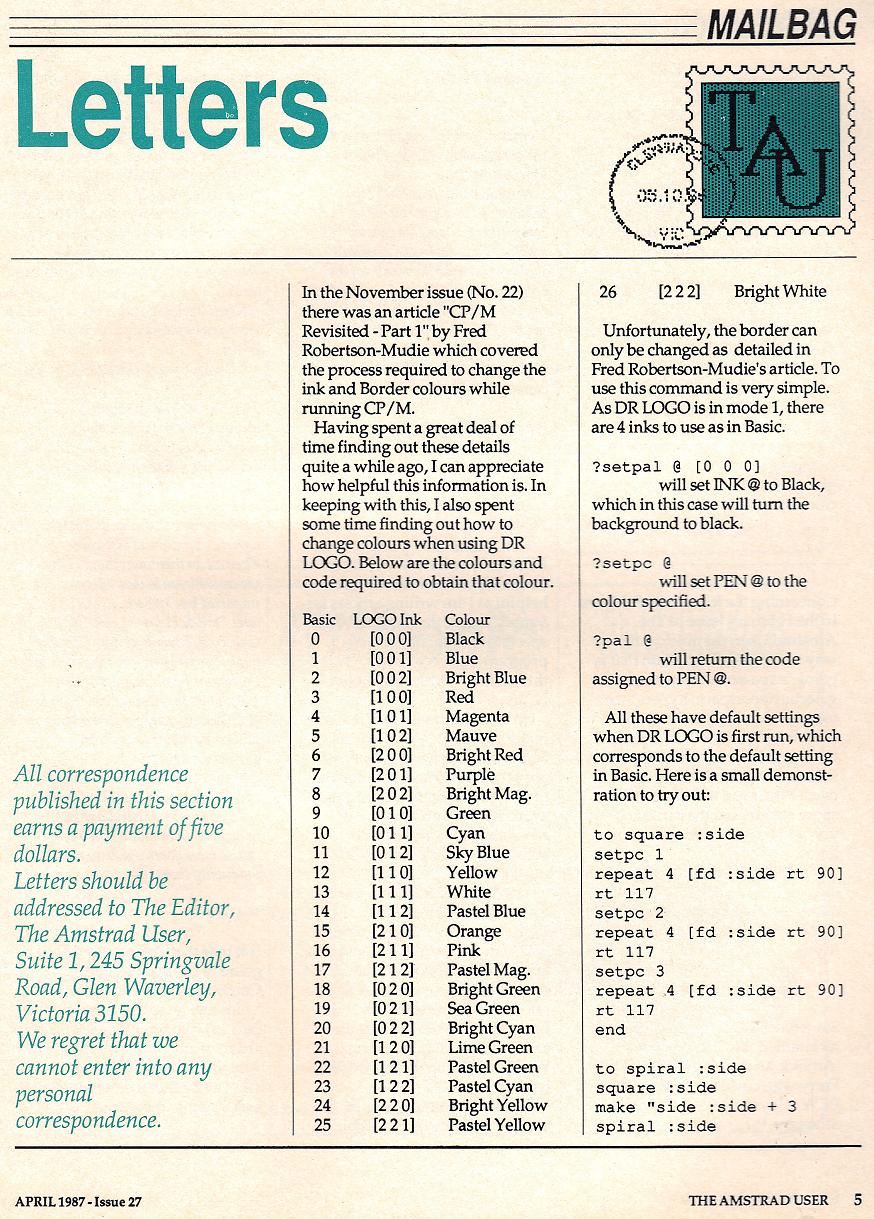 MAILBAG
Letters
TAU
05.10.8
VIC
All correspondence
published in this section
earns a payment of five
dollars.
Letters should be
addressed to The Editor,
The Amstrad User,
Suite 1, 245 Springvale
Road, Glen Waverley,
Victoria 3150.
We regret that we
cannot enter into any
personal
correspondence.
In the November issue (No. 22)
there was an article "CP/M
Revisited - Part 1" by Fred
Robertson-Mudie which covered
the process required to change the
ink and Border colours while
running CP/M.
Having spent a great deal of
time finding out these details
quite a while ago, I can appreciate
how helpful this information is. In
keeping with this, I also spent
some time finding out how to
change colours when using DR
LOGO. Below are the colours and
code required to obtain that colour.
Basic LOGO Ink Colour
0 [0 0 0] Black
1 [0 0 1] Blue
2 [0 0 2] Bright Blue
3 [1 0 0] Red
4 [1 0 1] Magenta
5 [1 0 2] Mauve
6 [2 0 0] Bright Red
7 [2 0 1] Purple
8 [2 0 2] Bright Mag.
9 [0 1 0] Green
10 [0 1 1] Cyan
11 [0 1 2] Sky Blue
12 [1 1 0] Yellow
13 [1 1 1] White
14 [1 1 2] Pastel Blue
15 [2 1 0] Orange
16 [2 1 1] Pink
17 [2 1 2] Pastel Mag.
18 [0 2 0] Bright Green
19 [0 2 1] Sea Green
20 [0 2 2] Bright Cyan
21 [1 2 0] Lime Green
22 [1 2 1] Pastel Green
23 [1 2 2] Pastel Cyan
24 [2 2 0] Bright Yellow
25 [2 2 1] Pastel Yellow
26 [2 2 2] Bright White
Unfortunately, the border can
only be changed as detailed in
Fred Robertson-Mudie's article. To
use this command is very simple.
As DR LOGO is in mode 1, there
are 4 inks to use as in Basic.
?setpal @ [0 0 0]
will set INK @ to Black,
which in this case will turn the
background to black.
?setpc @
will set PEN @ to the
colour specified.
?pal @
will return the code
assigned to PEN @.
All these have default settings
when DR LOGO is first run, which
corresponds to the default setting
in Basic. Here is a small demonst-
ration to try out:
to square :side
setpc 1
repeat 4 [fd :side rt 90]
rt 117
setpc 2
repeat 4 [fd :side rt 90]
rt 117
setpc 3
repeat 4 [fd :side rt 90]
rt 117
end
to spiral :side
square :side
make "side :side + 3
spiral :side
APRIL 1987 - Issue 27
THE AMSTRAD USER 5